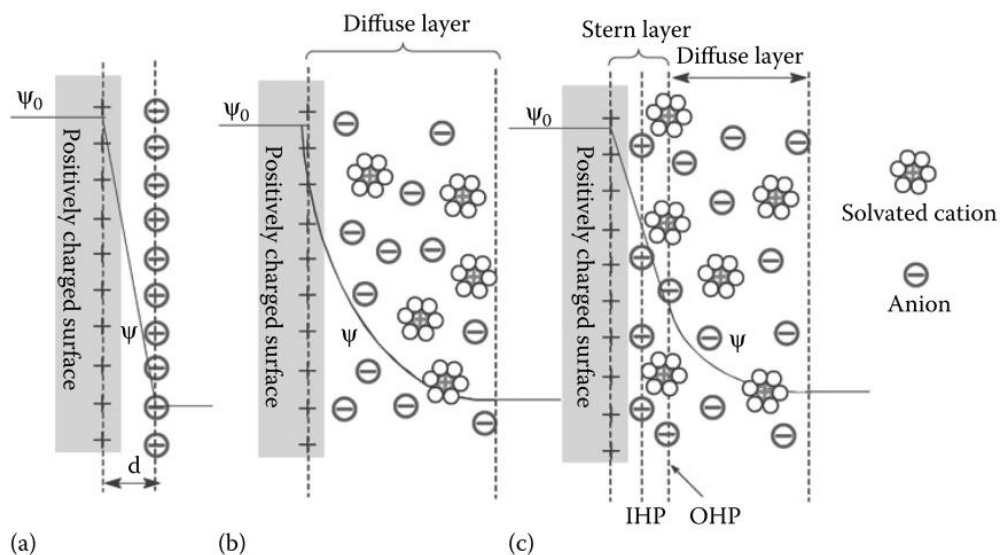 Diffuse layer
Stern layer
Diffuse layer
Ψ0
Positively charged surface
Ψ
d
Ψ0
Positively charged surface
Ψ
Ψ0
Positively charged surface
Ψ
Solvated cation
Anion
IHP
OHP
(a)
(b)
(c)